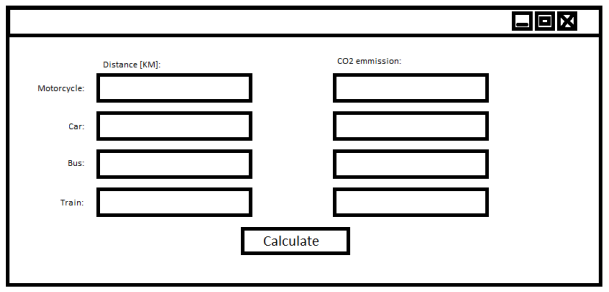 Distance [KM]: CO2 emmission:
Motorcycle:
Car:
Bus:
Train:
Calculate